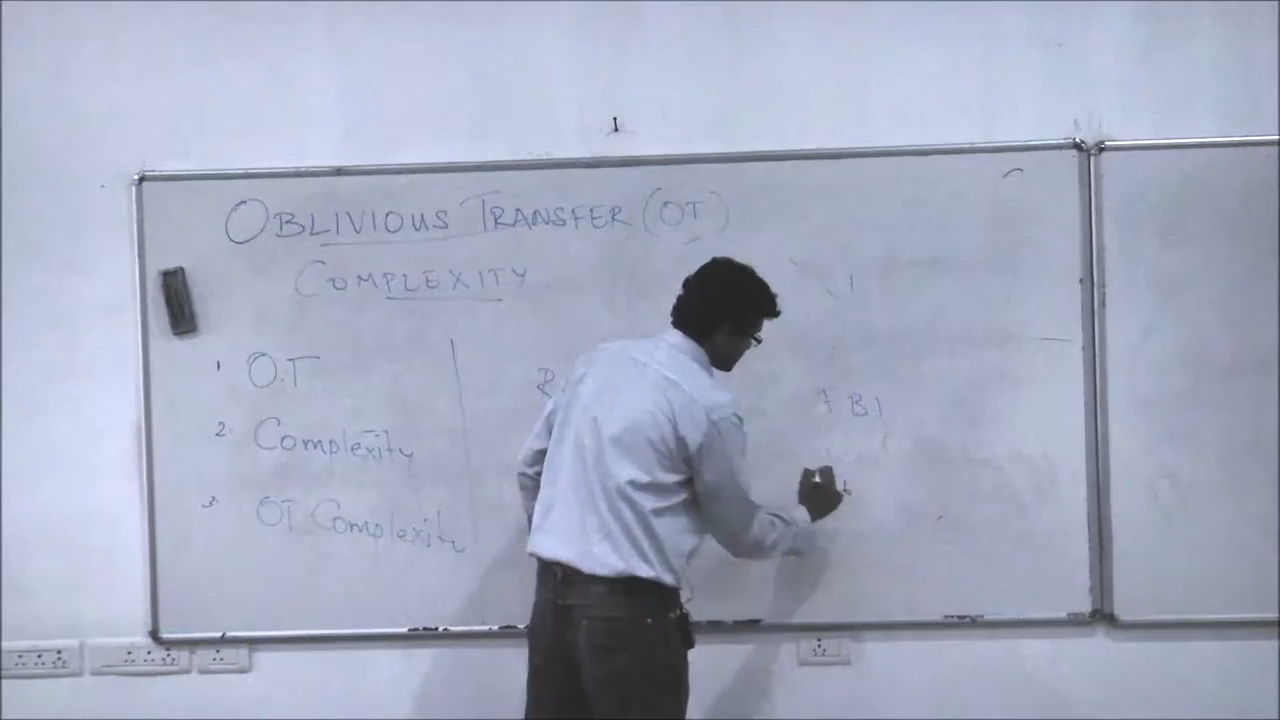 OBLIVIOUS TRANSFER (OT)
COMPLEXITY
1 O.T
2. Complexity
3. OT Complexity
R
FBI
b